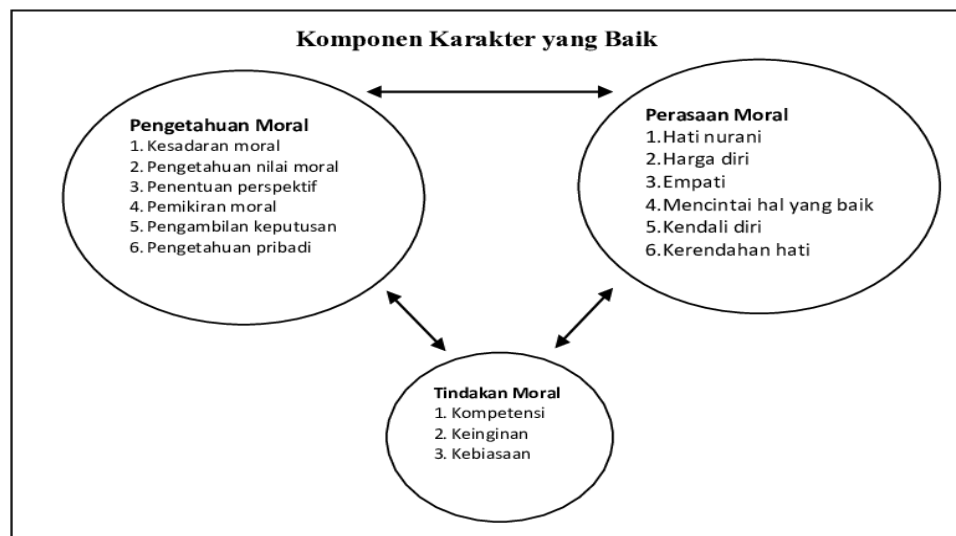 Komponen Karakter yang Baik
Pengetahuan Moral
1. Kesadaran moral
2. Pengetahuan nilai moral
3. Penentuan perspektif
4. Pemikiran moral
5. Pengambilan keputusan
6. Pengetahuan pribadi
Perasaan Moral
1.Hati nurani
2.Harga diri
3.Empati
4.Mencintai hal yang baik
5.Kendali diri
6.Kerendahan hati
Tindakan Moral
1. Kompetensi
2. Keinginan
3. Kebiasaan